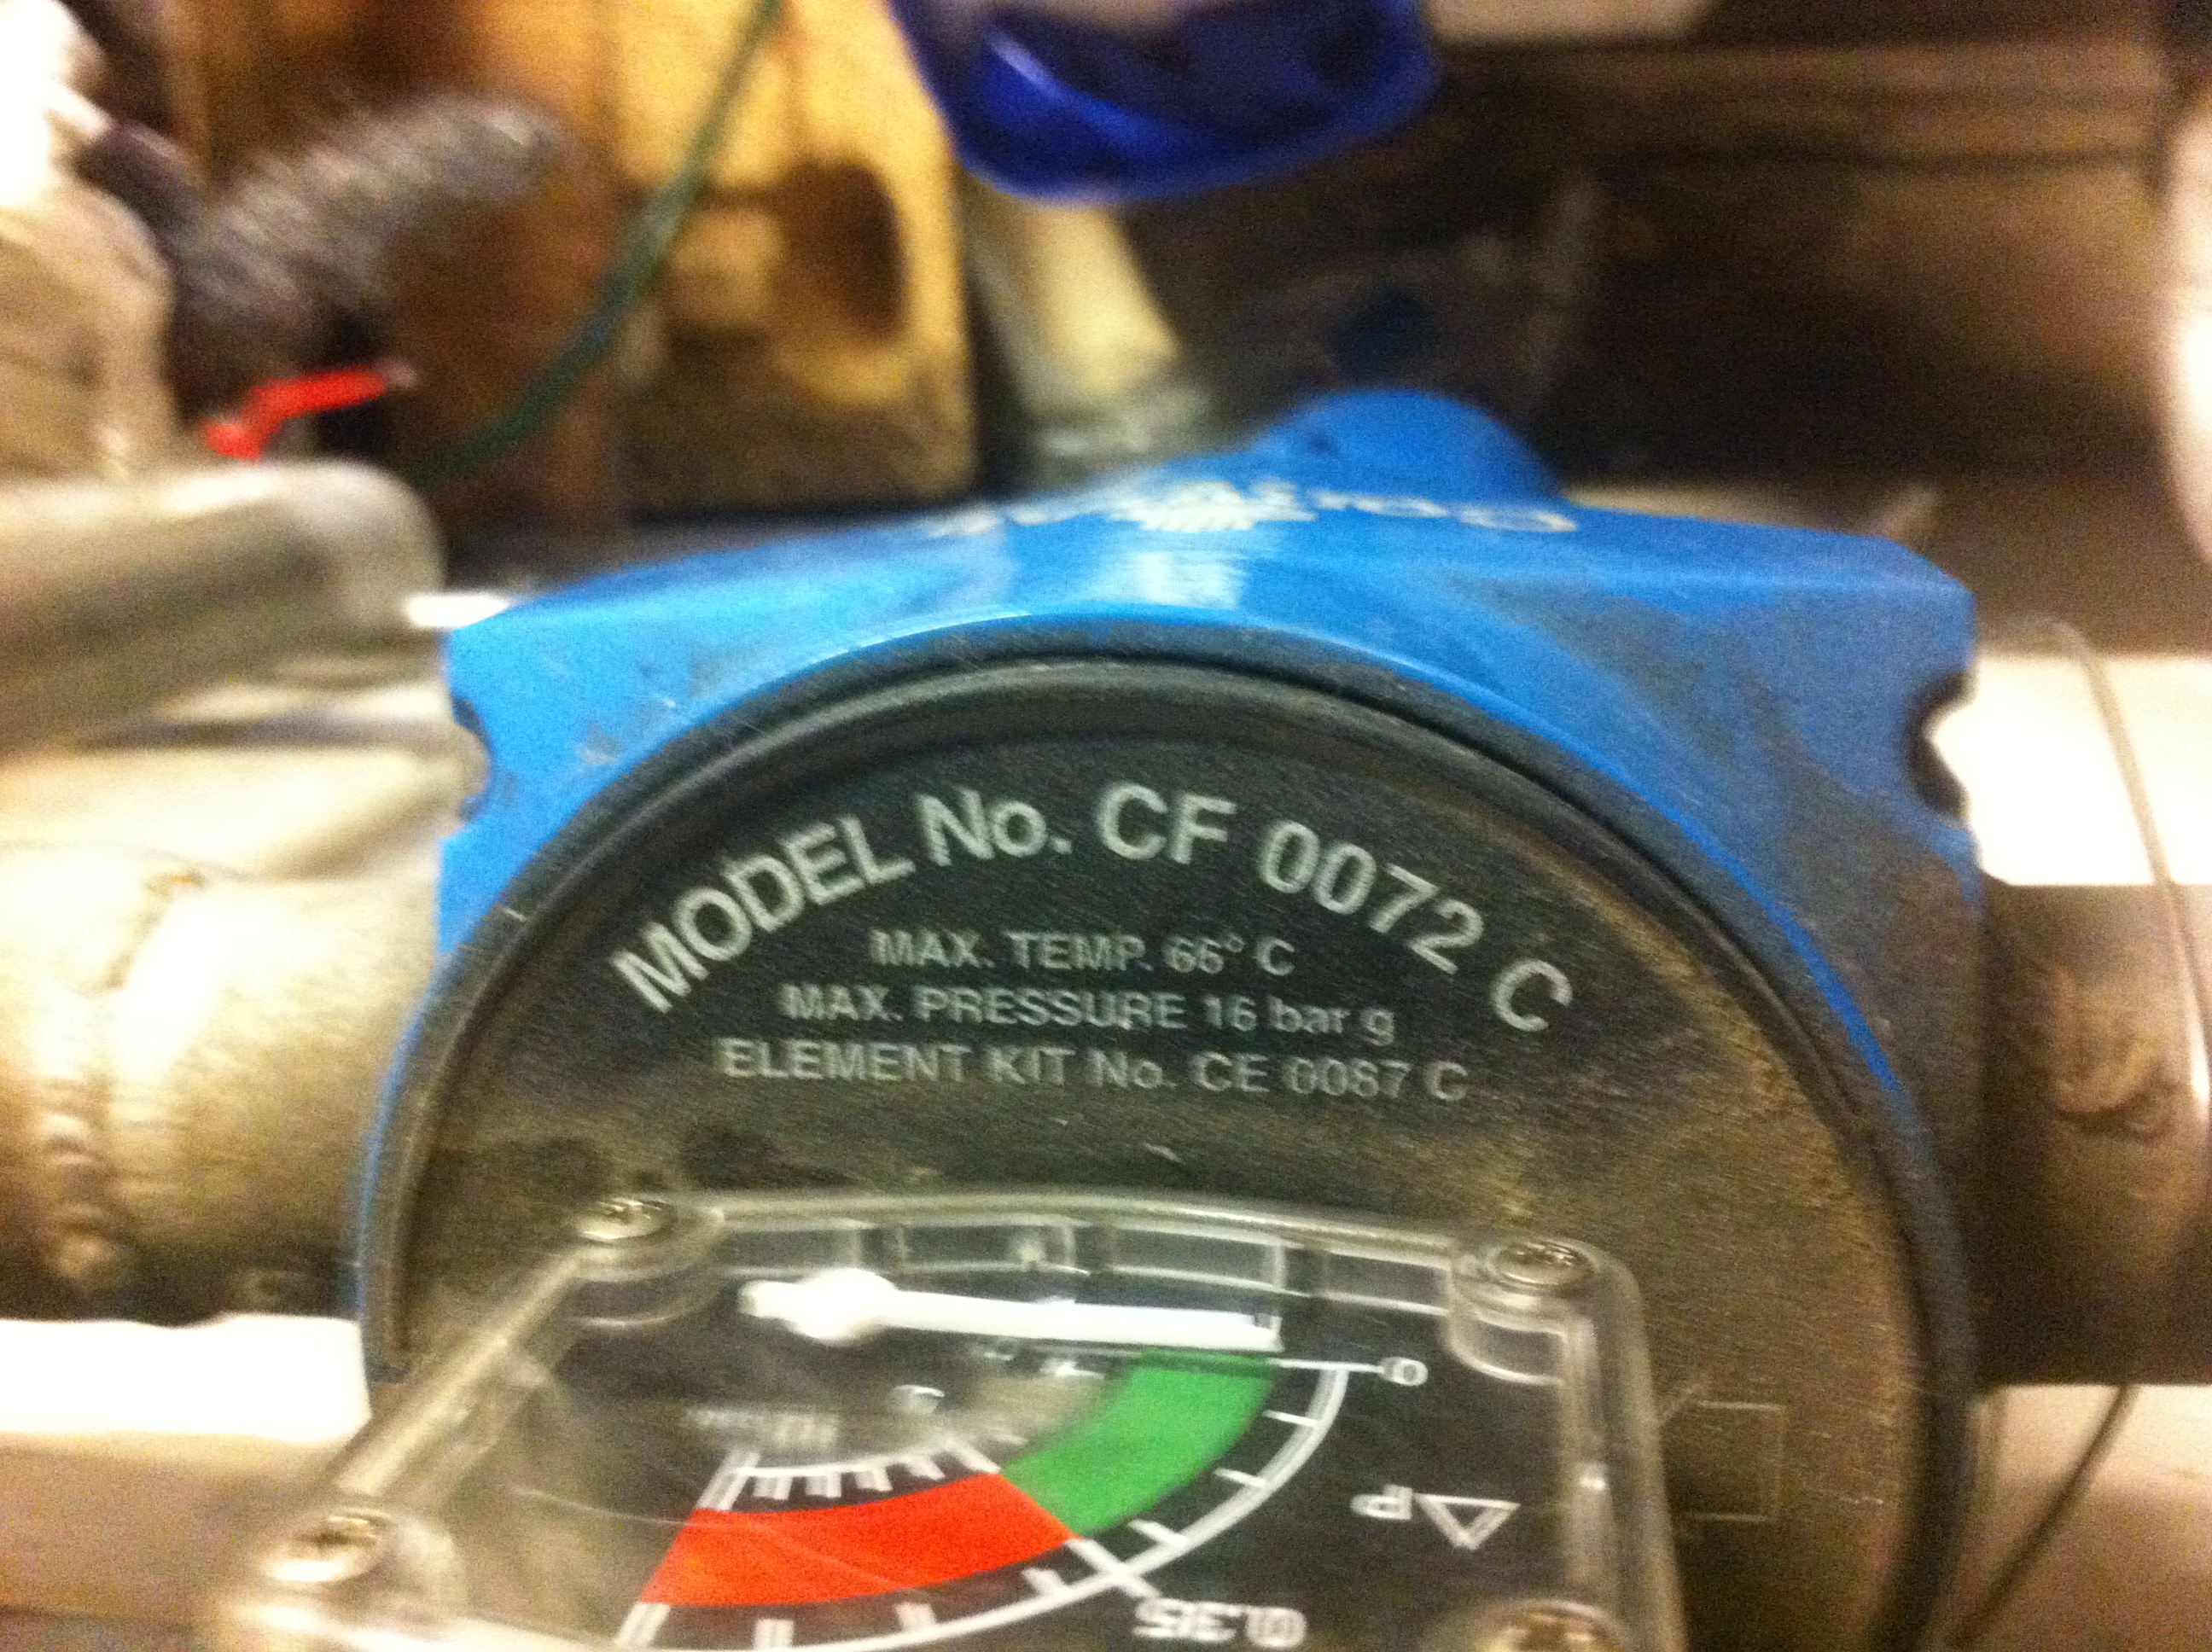 MODEL No. CF 0072 C
MAX. TEMP. 66° C
MAX. PRESSURE 16 bar g
ELEMENT KIT No. CE 0087 C
0
ΔP
0.35